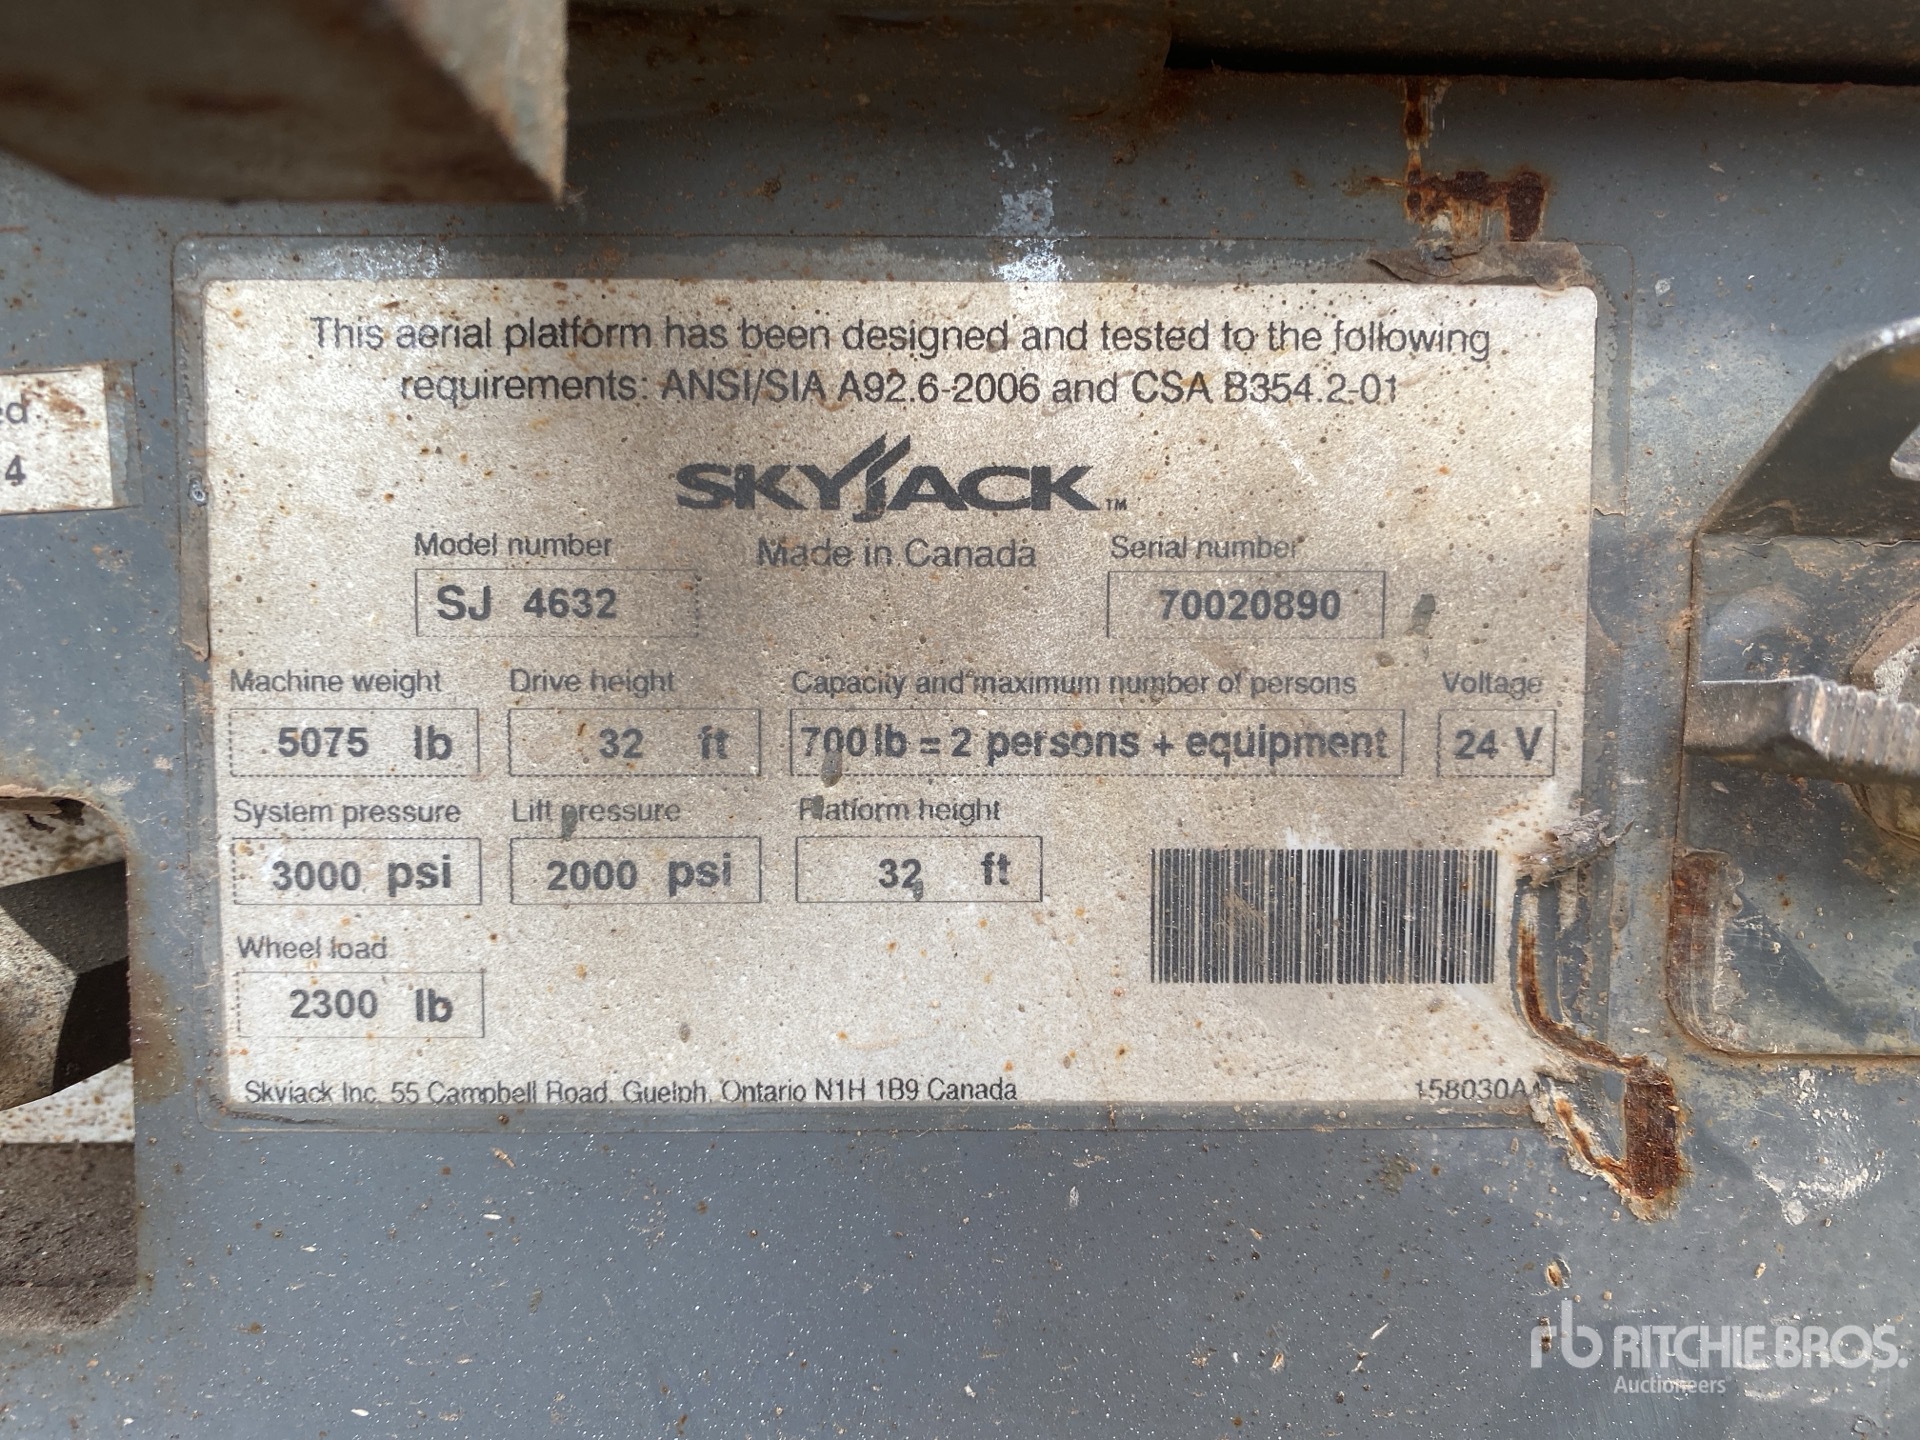 This aerial platform has been designed and tested to the following
requirements: ANSI/SIA A92.6-2006 and CSA B354.2-01
SKYJACK™
Model number Made in Canada Serial number
SJ 4632 70020890
Machine weight Drive height Capacity and maximum number of persons Voltage
5075 lb 32 ft 700 lb = 2 persons + equipment 24 V
System pressure Lift pressure Platform height
3000 psi 2000 psi 32 ft
Wheel load
2300 lb
Skyjack Inc. 55 Campbell Road, Guelph, Ontario N1H 1B9 Canada
4
rb RITCHIE BROS.
Auctioneers